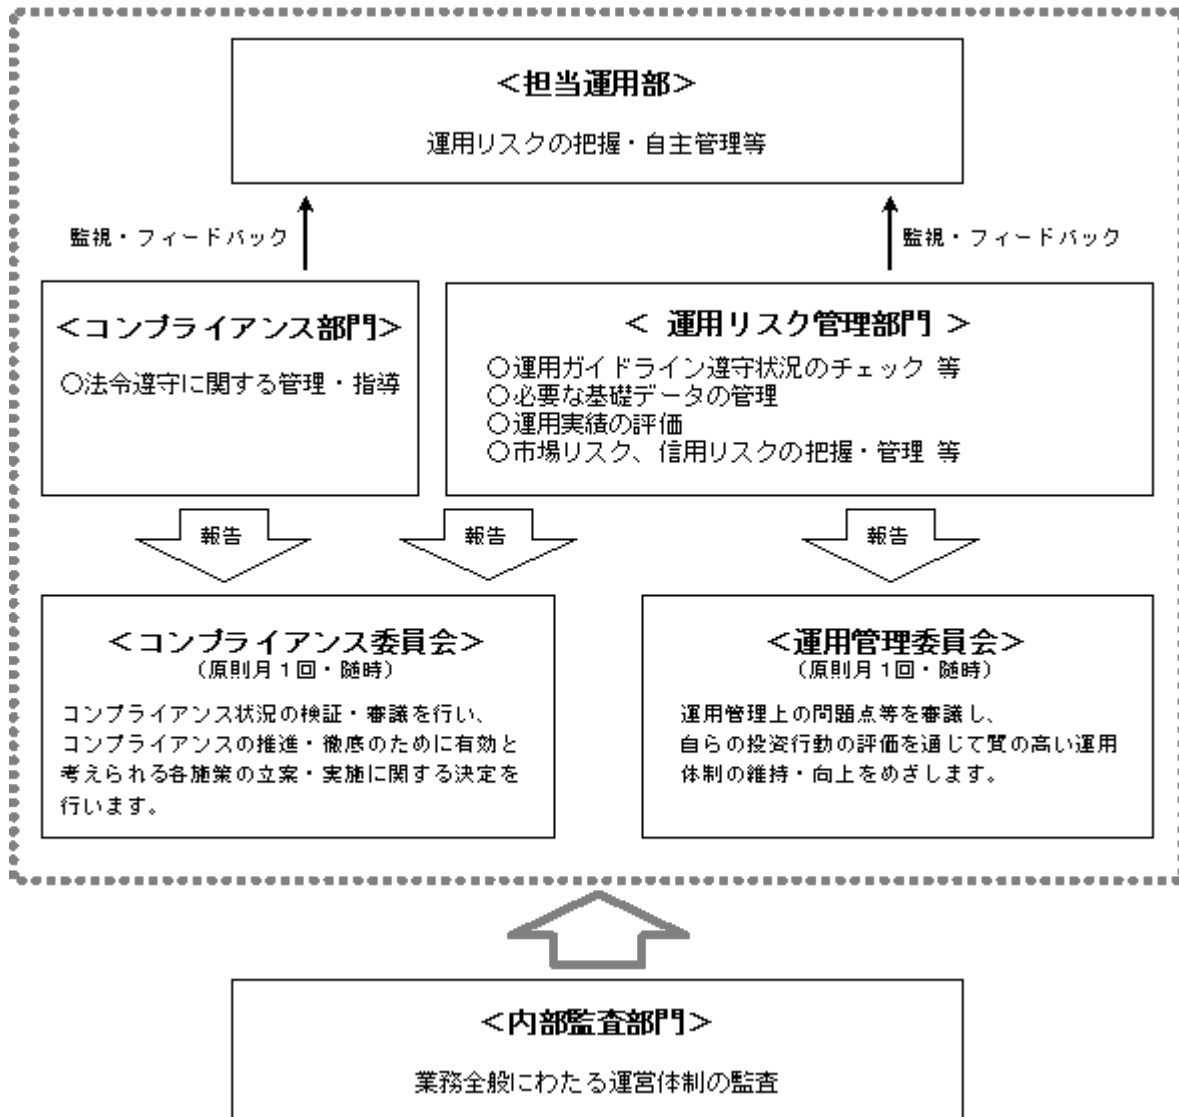 ＜担当運用部＞
運用リスクの把握・自主管理等
監視・フィードバック
監視・フィードバック
＜コンプライアンス部門＞
○法令遵守に関する管理・指導
＜ 運用リスク管理部門 ＞
○運用ガイドライン遵守状況のチェック 等
○必要な基礎データの管理
○運用実績の評価
○市場リスク、信用リスクの把握・管理 等
報告
報告
報告
＜コンプライアンス委員会＞
（原則月１回・随時）
コンプライアンス状況の検証・審議を行い、
コンプライアンスの推進・徹底のために有効と
考えられる各施策の立案・実施に関する決定を
行います。
＜運用管理委員会＞
（原則月１回・随時）
運用管理上の問題点等を審議し、
自らの投資行動の評価を通じて質の高い運用
体制の維持・向上をめざします。
＜内部監査部門＞
業務全般にわたる運営体制の監査